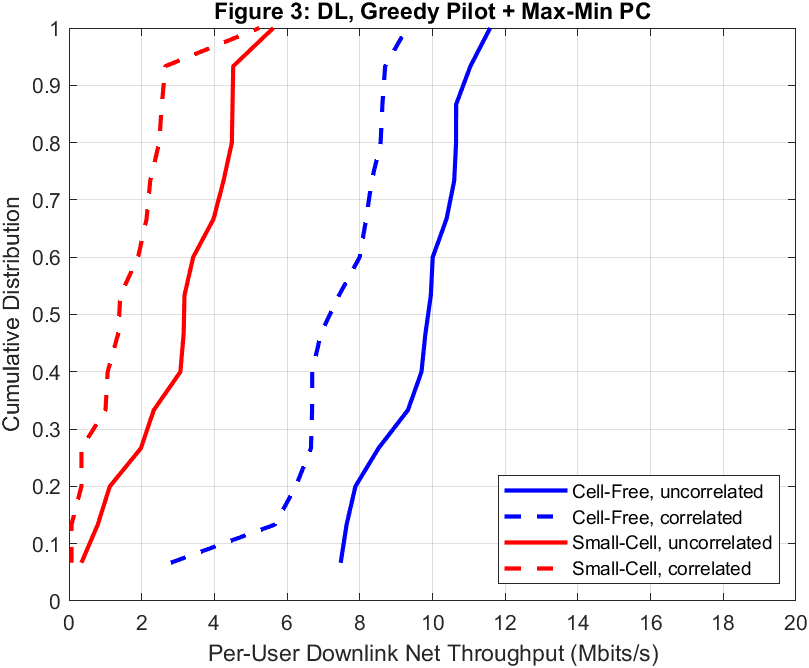 Figure 3: DL, Greedy Pilot + Max-Min PC
Cumulative Distribution
1
0.9
0.8
0.7
0.6
0.5
0.4
0.3
0.2
0.1
0
0 2 4 6 8 10 12 14 16 18 20
Per-User Downlink Net Throughput (Mbits/s)
Cell-Free, uncorrelated
Cell-Free, correlated
Small-Cell, uncorrelated
Small-Cell, correlated